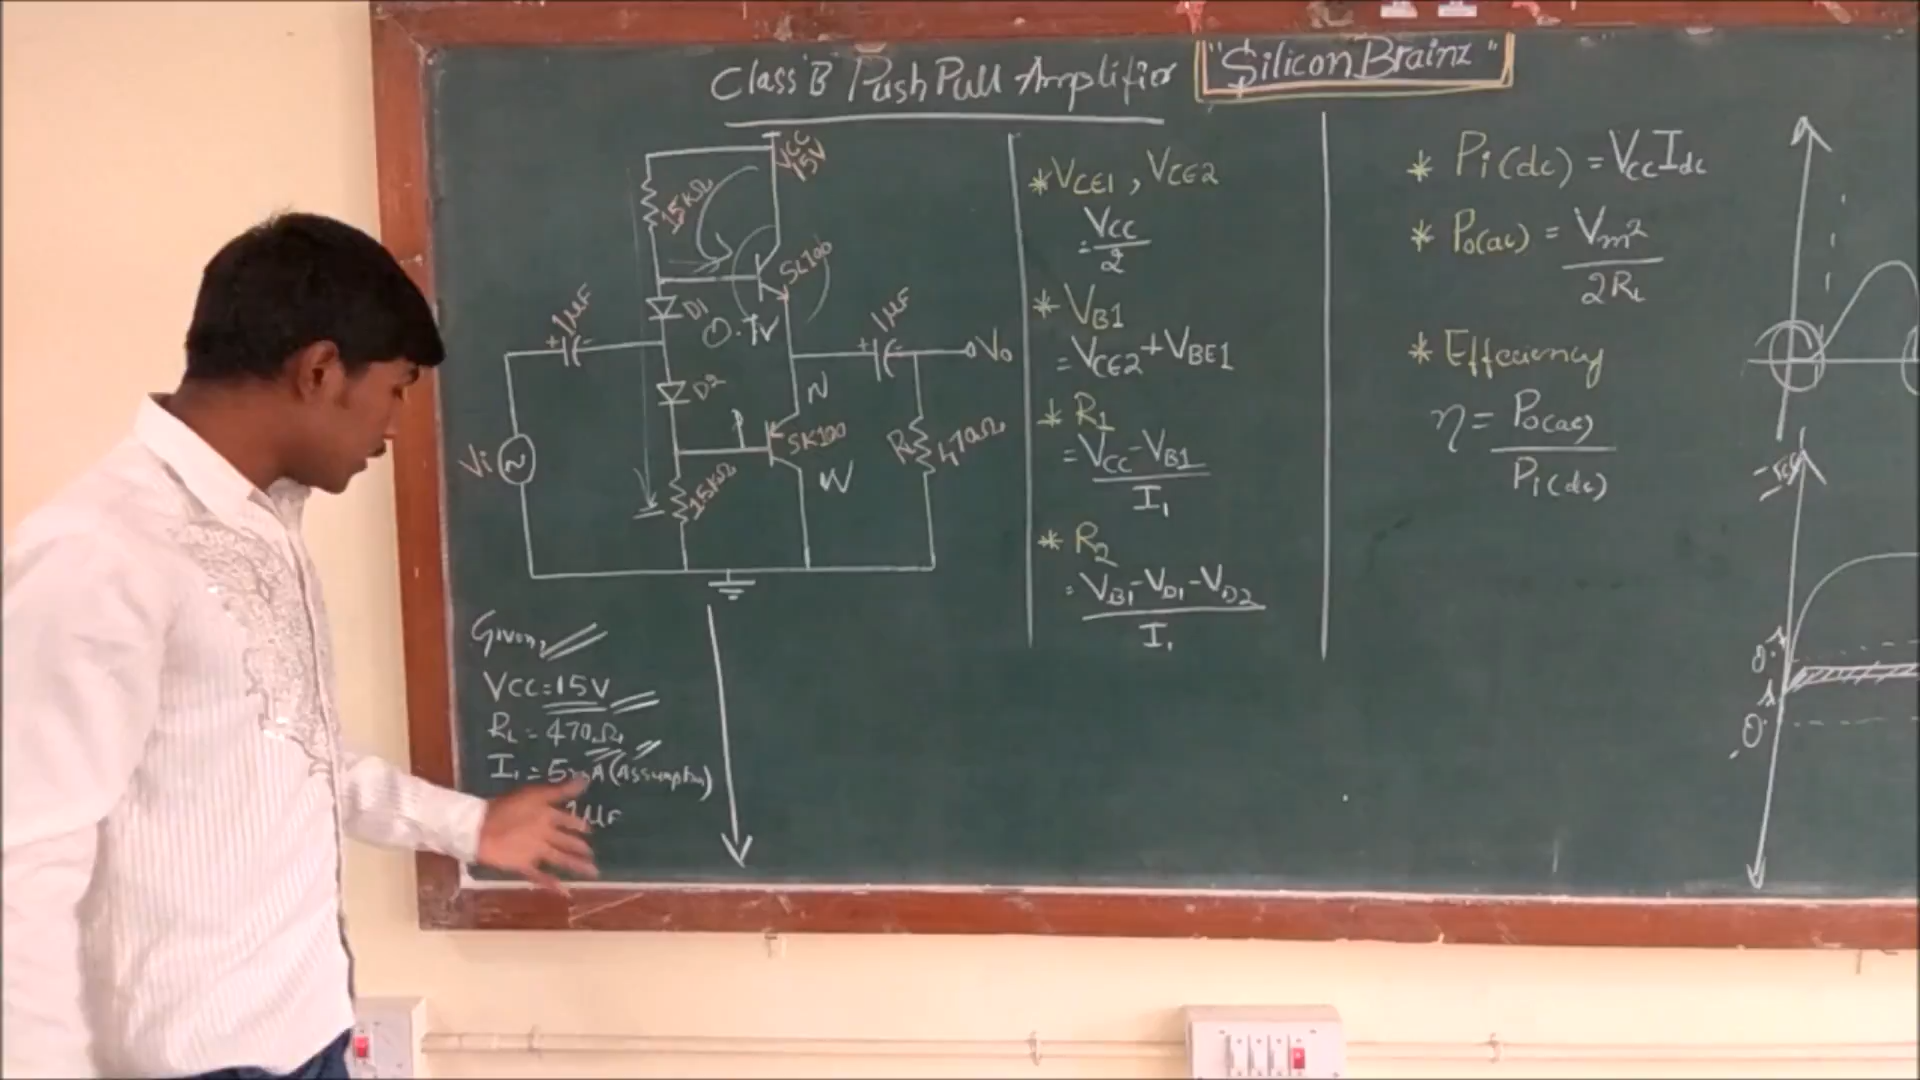 Class B Push Pull Amplifier
"Silicon Brainz"
VCC
15V
15KΩ
SL100
D1
0.7V
1µF
+ -
1µF
+ -
Vo
D2
N
P
SK100
Vi
RL
470Ω
15KΩ
Given,
VCC=15V
RL = 470Ω
I1 = 5mA (Assumption)
1µF
* VCE1, VCE2
= VCC
2
* VB1
= VCE2 + VBE1
* R1
= VCC - VB1
I1
* R2
= VB1 - VD1 - VD2
I1
* Pi(dc) = VCC Idc
* Po(ac) = Vm²
2RL
* Effeciency
η = Po(ac)
Pi(dc)